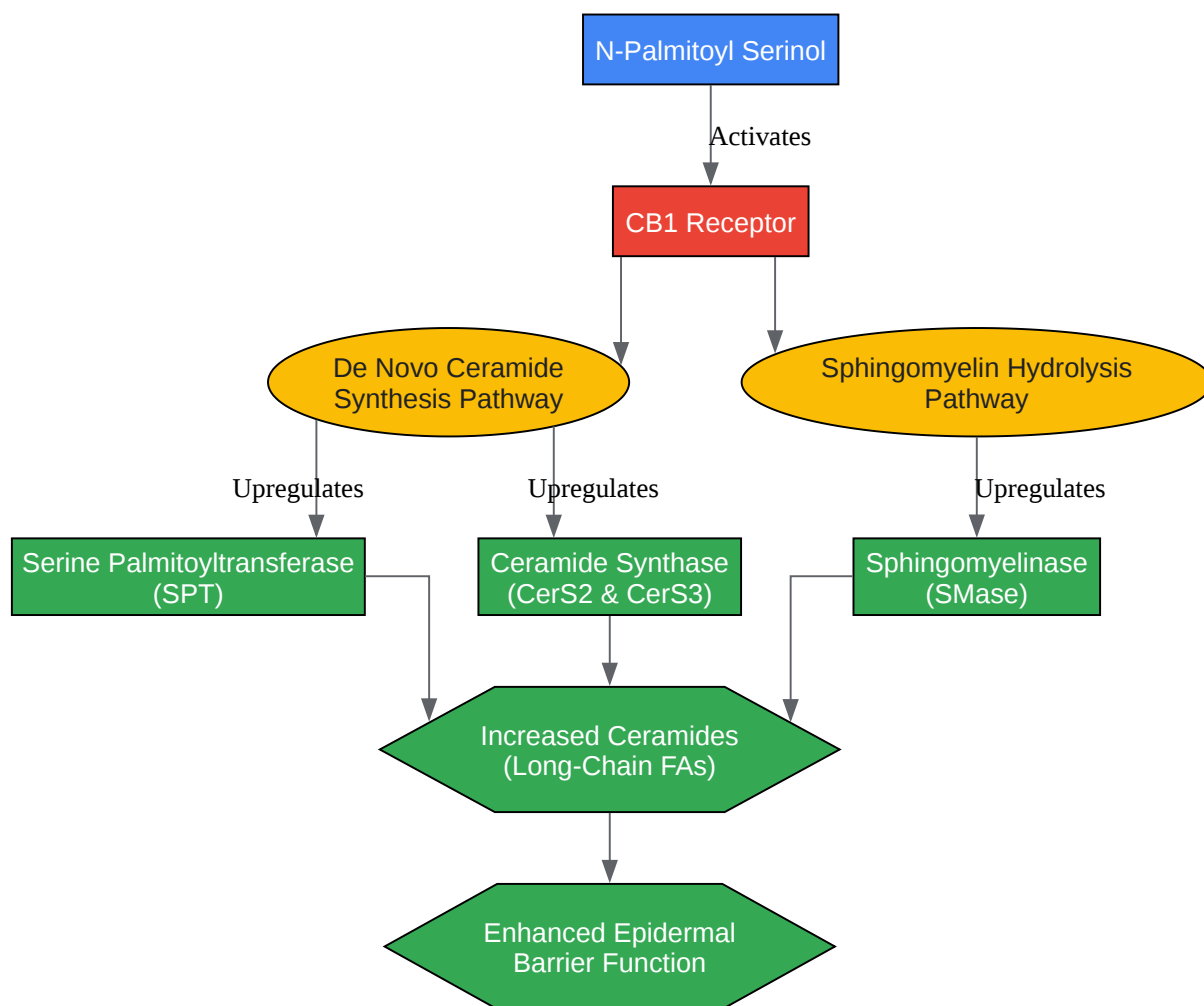 N-Palmitoyl Serinol
Activates
CB1 Receptor
De Novo Ceramide
Synthesis Pathway
Sphingomyelin Hydrolysis
Pathway
Upregulates
Upregulates
Upregulates
Serine Palmitoyltransferase
(SPT)
Ceramide Synthase
(CerS2 & CerS3)
Sphingomyelinase
(SMase)
Increased Ceramides
(Long-Chain FAs)
Enhanced Epidermal
Barrier Function